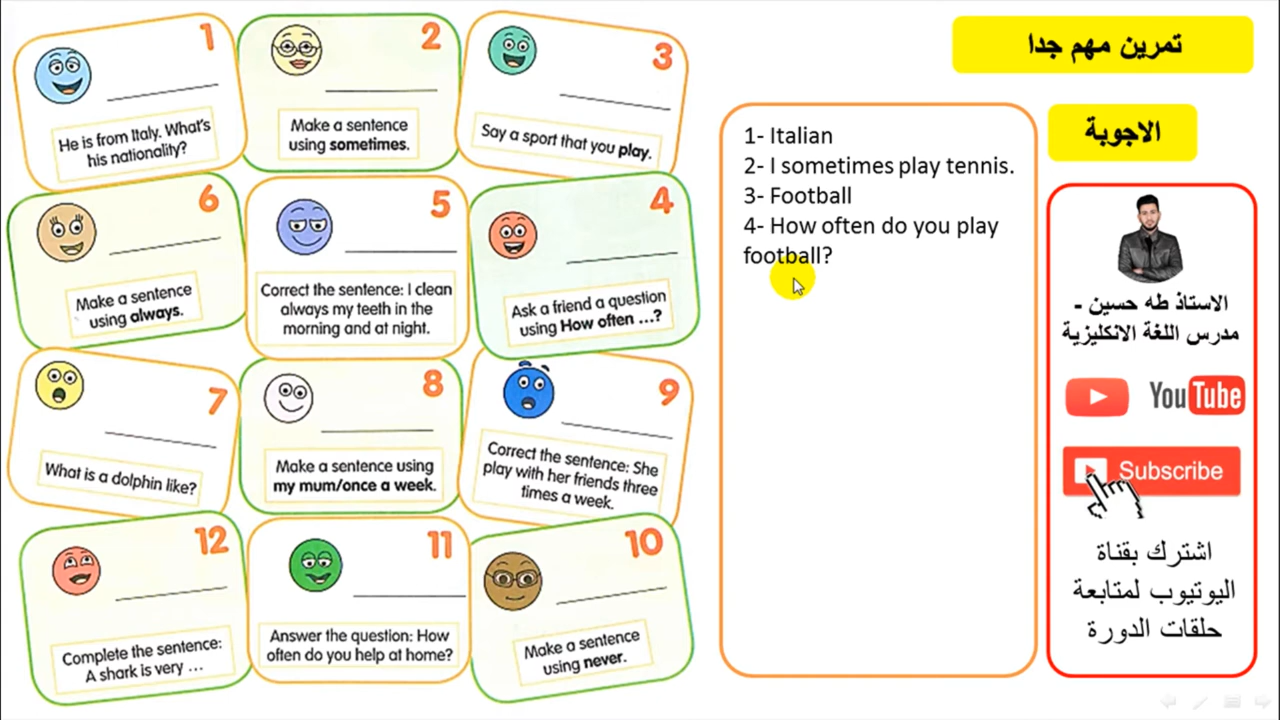 1
He is from Italy. What's
his nationality?
2
Make a sentence
using sometimes.
3
Say a sport that you play.
6
Make a sentence
using always.
5
Correct the sentence: I clean
always my teeth in the
morning and at night.
4
Ask a friend a question
using How often ...?
7
What is a dolphin like?
8
Make a sentence using
my mum/once a week.
9
Correct the sentence: She
play with her friends three
times a week.
12
Complete the sentence:
A shark is very ...
11
Answer the question: How
often do you help at home?
10
Make a sentence
using never.
1- Italian
2- I sometimes play tennis.
3- Football
4- How often do you play
football?
تمرين مهم جدا
الاجوبة
الاستاذ طه حسين -
مدرس اللغة الانكليزية
YouTube
Subscribe
اشترك بقناة
اليوتيوب لمتابعة
حلقات الدورة